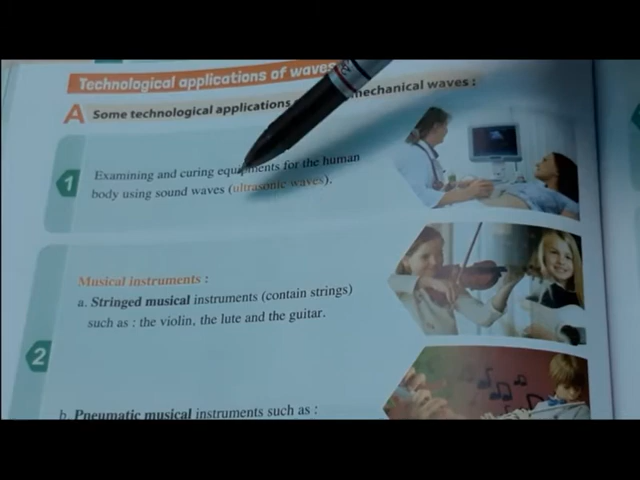 Technological applications of waves
A Some technological applications mechanical waves :
1
Examining and curing equipments for the human
body using sound waves (ultrasonic waves).
Musical instruments :
a. Stringed musical instruments (contain strings)
such as : the violin, the lute and the guitar.
2
b. Pneumatic musical instruments such as :